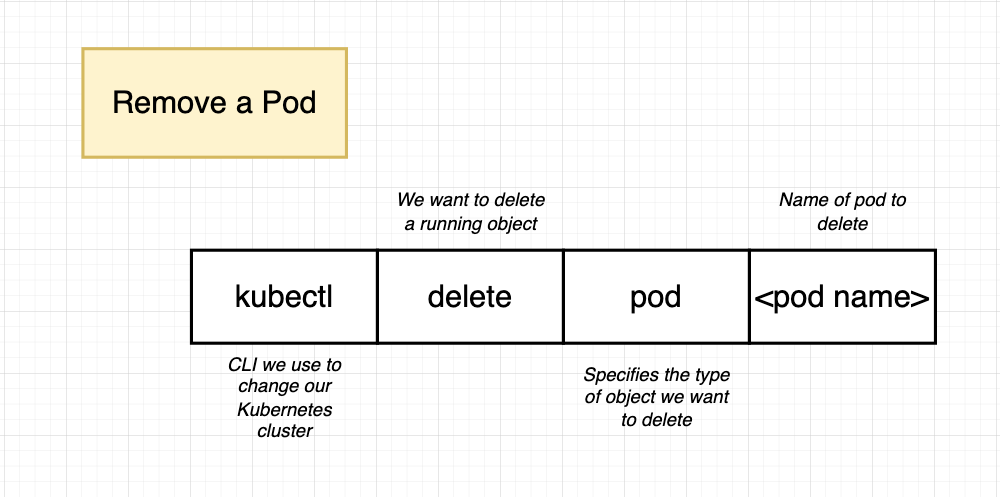 Remove a Pod
We want to delete
a running object
Name of pod to
delete
kubectl
delete
pod
<pod name>
CLI we use to
change our
Kubernetes
cluster
Specifies the type
of object we want
to delete